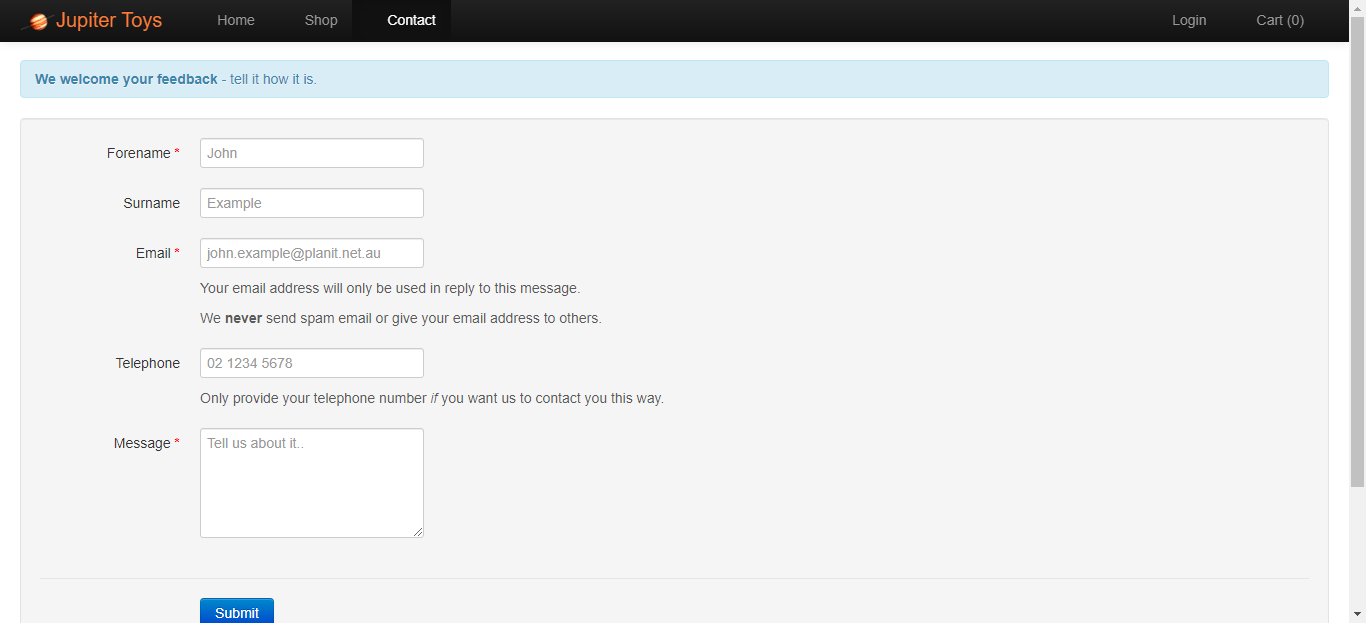 Jupiter Toys Home Shop Contact Login Cart (0)
We welcome your feedback - tell it how it is.
Forename * John
Surname Example
Email * john.example@planit.net.au
Your email address will only be used in reply to this message.
We never send spam email or give your email address to others.
Telephone 02 1234 5678
Only provide your telephone number if you want us to contact you this way.
Message * Tell us about it..
Submit